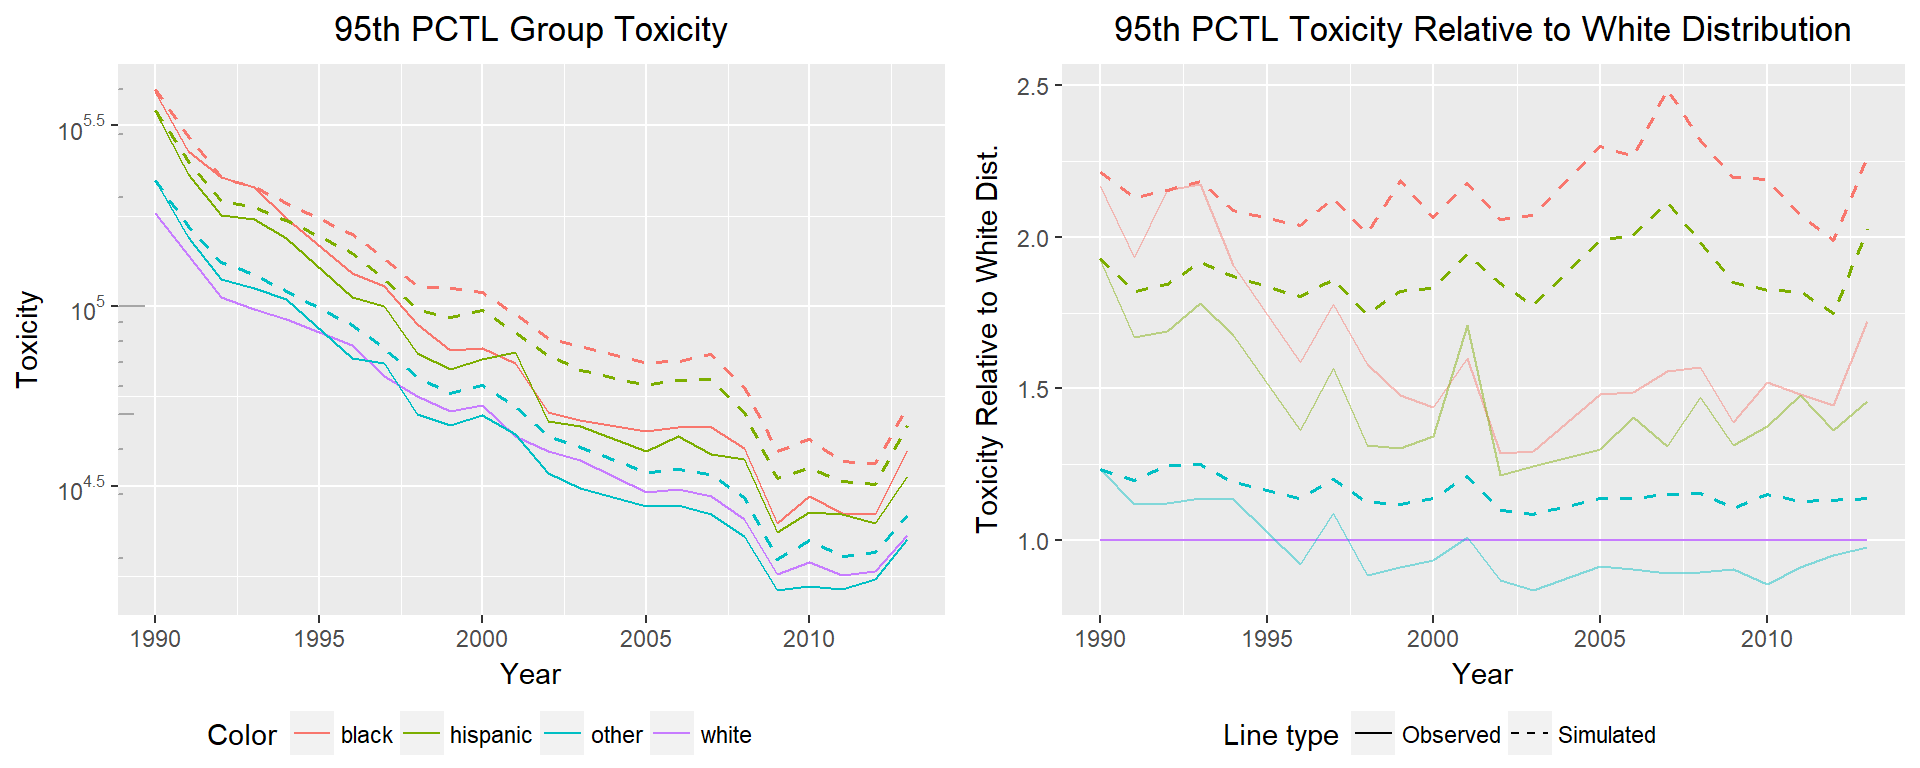 95th PCTL Group Toxicity
Toxicity
10^5.5
10^5
10^4.5
1990 1995 2000 2005 2010
Year
Color black hispanic other white
95th PCTL Toxicity Relative to White Distribution
Toxicity Relative to White Dist.
2.5
2.0
1.5
1.0
1990 1995 2000 2005 2010
Year
Line type Observed Simulated